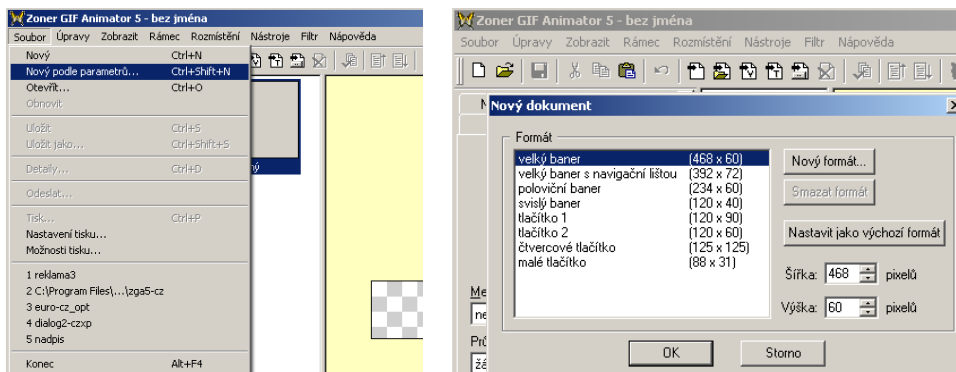 Zoner GIF Animator 5 - bez jména
Soubor Úpravy Zobrazit Rámec Rozmístění Nástroje Filtr Nápověda
Nový Ctrl+N
Nový podle parametrů... Ctrl+Shift+N
Otevřít... Ctrl+O
Obnovit
Uložit Ctrl+S
Uložit jako... Ctrl+Shift+S
Detaily... Ctrl+D
Odeslat...
Tisk... Ctrl+P
Nastavení tisku...
Možnosti tisku...
1 reklama3
2 C:\Program Files\...\zga5-cz
3 euro-cz_opt
4 dialog2-czxp
5 nadpis
Konec Alt+F4
Zoner GIF Animator 5 - bez jména
Soubor Úpravy Zobrazit Rámec Rozmístění Nástroje Filtr Nápověda
Nový dokument
Formát
velký baner (468 x 60)
velký baner s navigační lištou (392 x 72)
poloviční baner (234 x 60)
svislý baner (120 x 40)
tlačítko 1 (120 x 90)
tlačítko 2 (120 x 60)
čtvercové tlačítko (125 x 125)
malé tlačítko (88 x 31)
Nový formát...
Smazat formát
Nastavit jako výchozí formát
Šířka: 468 pixelů
Výška: 60 pixelů
OK Storno